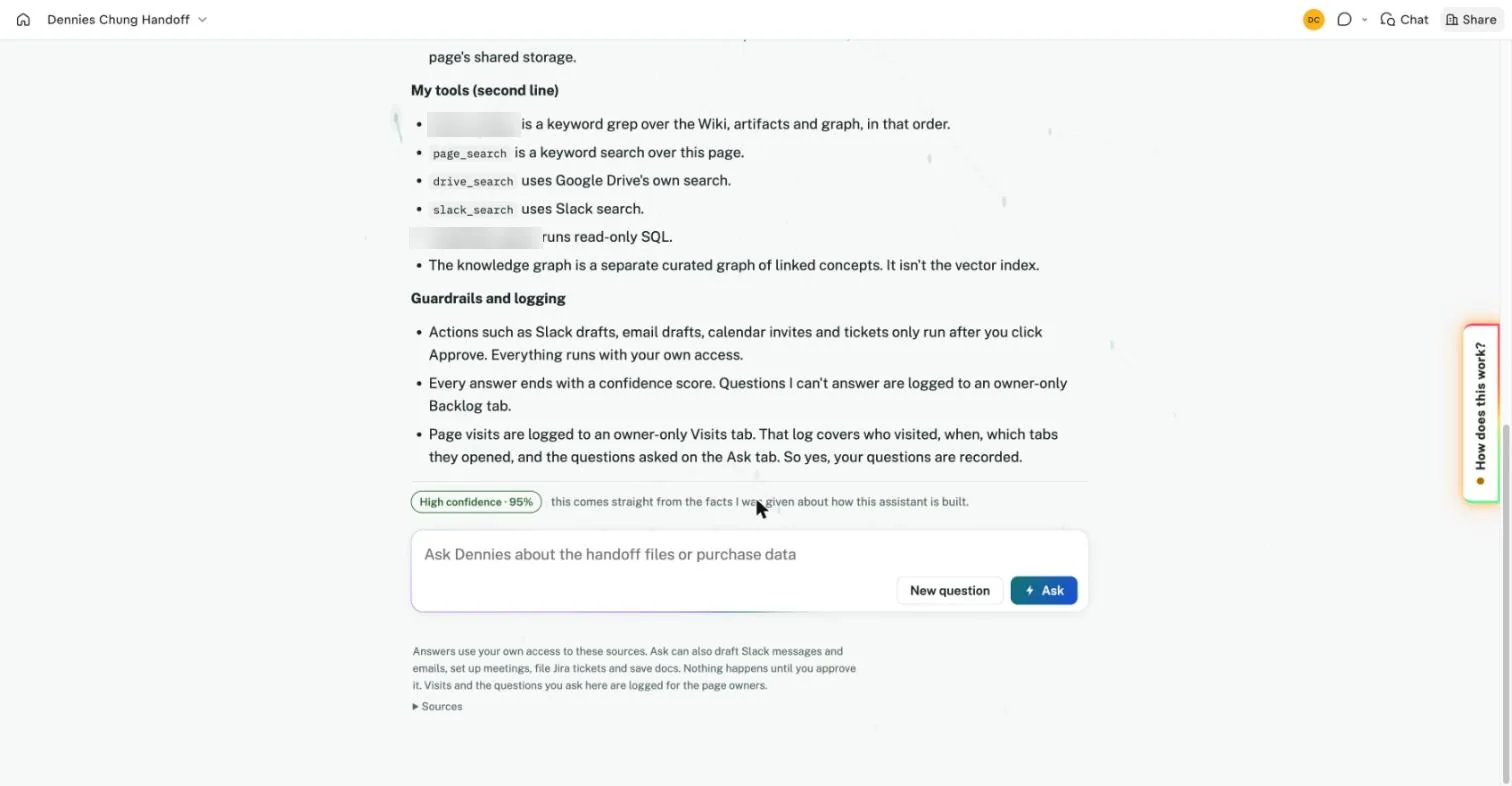 Dennies Chung Handoff
DC
Chat
Share
page's shared storage.
My tools (second line)
is a keyword grep over the Wiki, artifacts and graph, in that order.
page_search is a keyword search over this page.
drive_search uses Google Drive's own search.
slack_search uses Slack search.
runs read-only SQL.
The knowledge graph is a separate curated graph of linked concepts. It isn't the vector index.
Guardrails and logging
Actions such as Slack drafts, email drafts, calendar invites and tickets only run after you click
Approve. Everything runs with your own access.
Every answer ends with a confidence score. Questions I can't answer are logged to an owner-only
Backlog tab.
Page visits are logged to an owner-only Visits tab. That log covers who visited, when, which tabs
they opened, and the questions asked on the Ask tab. So yes, your questions are recorded.
High confidence · 95%
this comes straight from the facts I was given about how this assistant is built.
Ask Dennies about the handoff files or purchase data
New question
Ask
Answers use your own access to these sources. Ask can also draft Slack messages and
emails, set up meetings, file Jira tickets and save docs. Nothing happens until you approve
it. Visits and the questions you ask here are logged for the page owners.
Sources
How does this work?